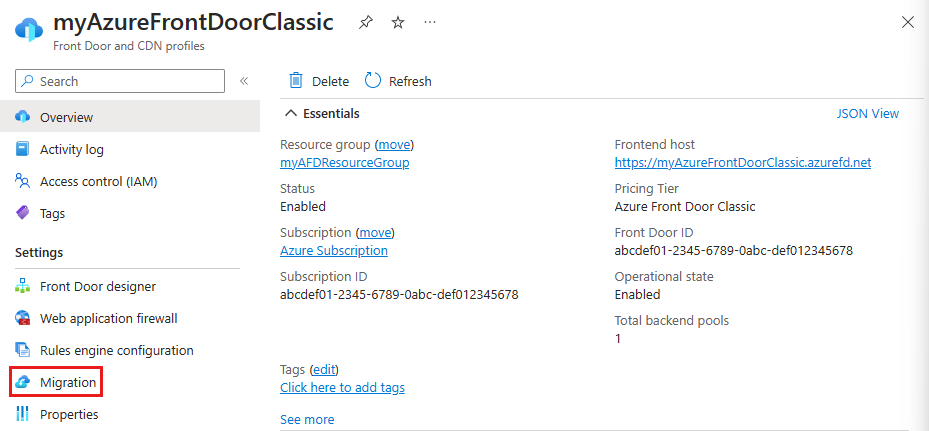 myAzureFrontDoorClassic
Front Door and CDN profiles
Search
Overview
Activity log
Access control (IAM)
Tags
Settings
Front Door designer
Web application firewall
Rules engine configuration
Migration
Properties
Delete
Refresh
Essentials
JSON View
Resource group (move)
myAFDResourceGroup
Status
Enabled
Subscription (move)
Azure Subscription
Subscription ID
abcdef01-2345-6789-0abc-def012345678
Frontend host
https://myAzureFrontDoorClassic.azurefd.net
Pricing Tier
Azure Front Door Classic
Front Door ID
abcdef01-2345-6789-0abc-def012345678
Operational state
Enabled
Total backend pools
1
Tags (edit)
Click here to add tags
See more